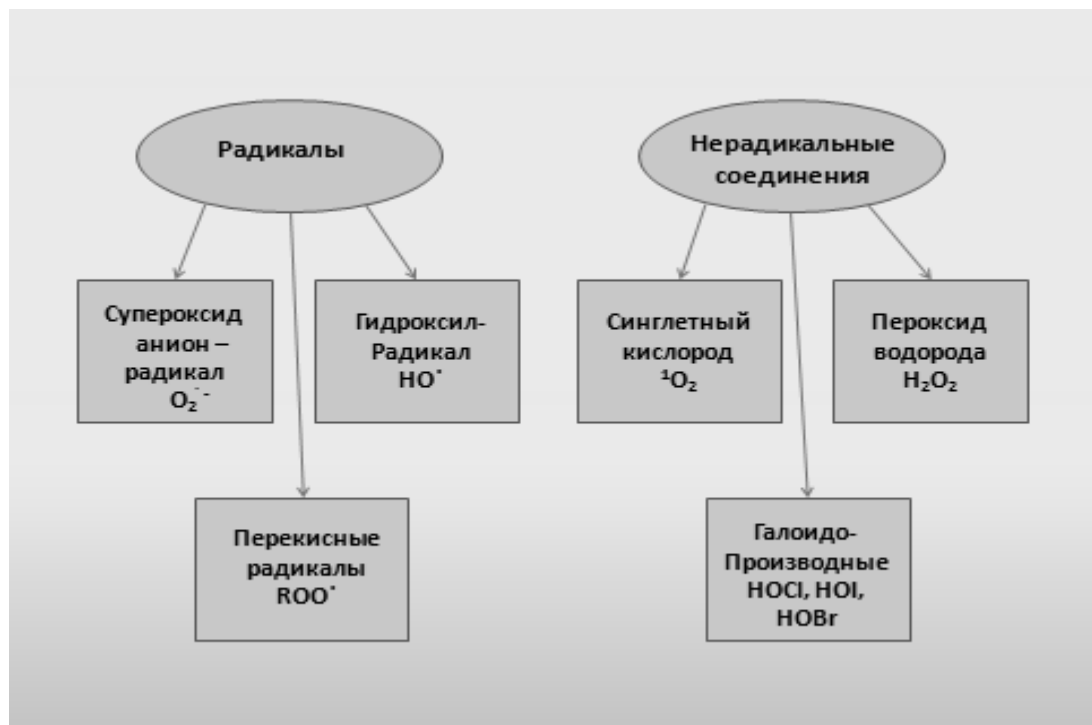 Радикалы
Нерадикальные
соединения
Супероксид
анион –
радикал
O₂˙⁻
Гидроксил-
Радикал
HO˙
Синглетный
кислород
¹O₂
Пероксид
водорода
H₂O₂
Перекисные
радикалы
ROO˙
Галоидо-
Производные
HOCl, HOI,
HOBr